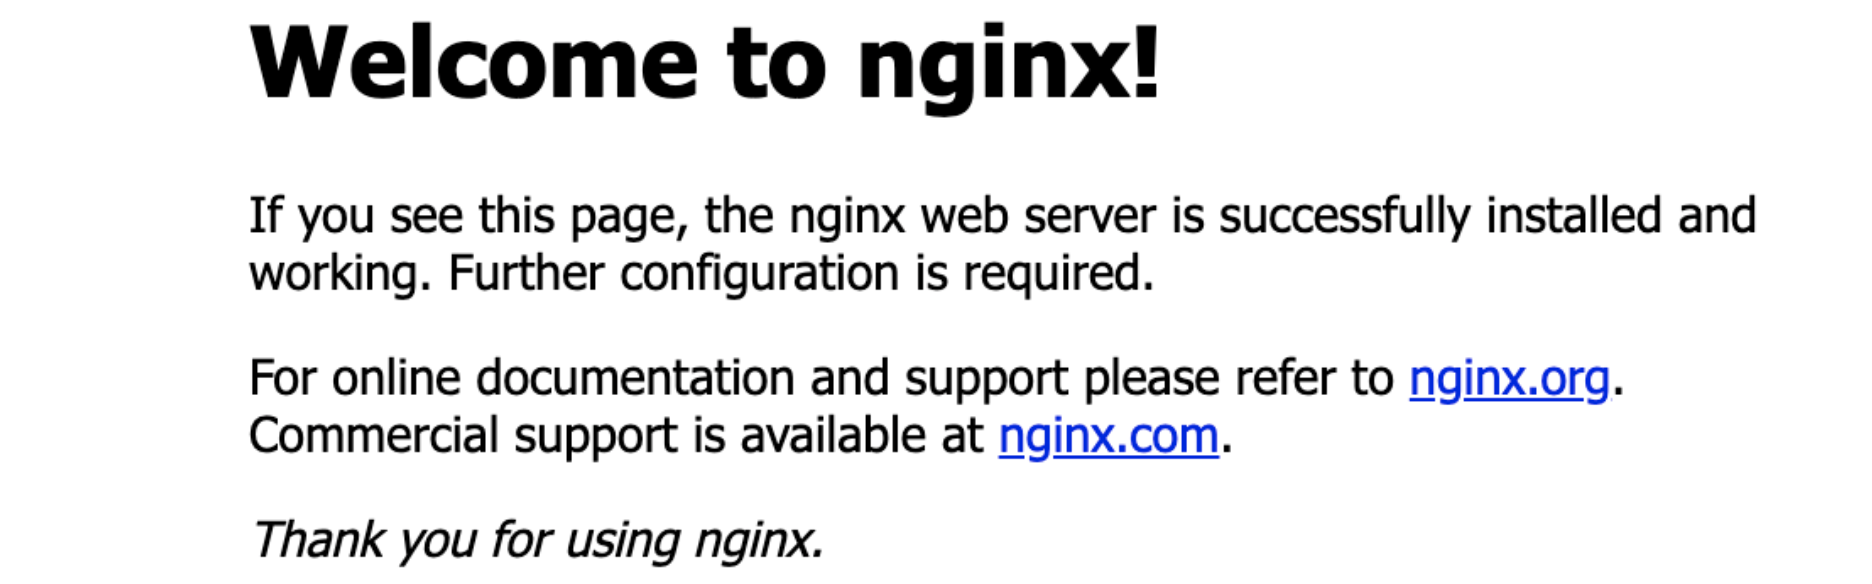 Welcome to nginx!
If you see this page, the nginx web server is successfully installed and
working. Further configuration is required.
For online documentation and support please refer to nginx.org.
Commercial support is available at nginx.com.
Thank you for using nginx.